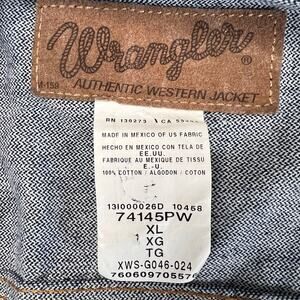 Wrangler
®
AUTHENTIC WESTERN JACKET
RN 130273 \ CA
MADE IN MEXICO OF US FABRIC
HECHO EN MEXICO CON TELA DE
EE.UU.
FABRIQUE AU MEXIQUE DE TISSU
E.-U.
100% COTTON / ALGODON / COTON
13I000026D 10468
74145PW
XL
XG
TG
XWS-G046-024